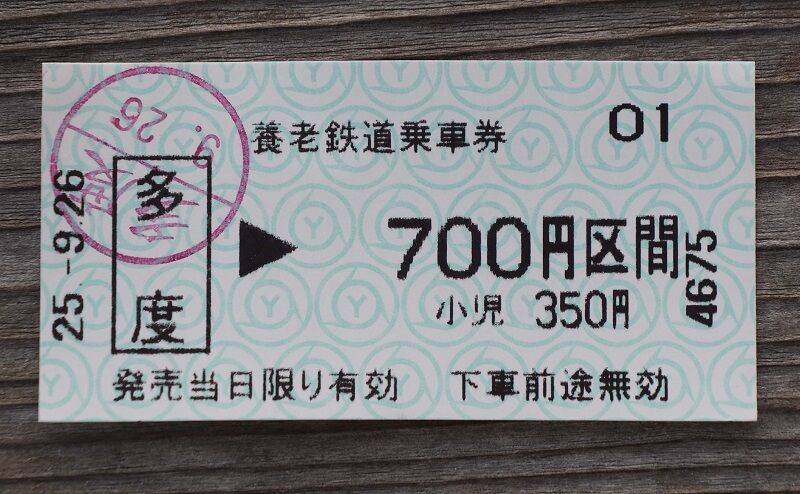 養老鉄道乗車券
01
25.-9.26
多度
▶
700円区間
小児 350円
4675
発売当日限り有効 下車前途無効
9. 26